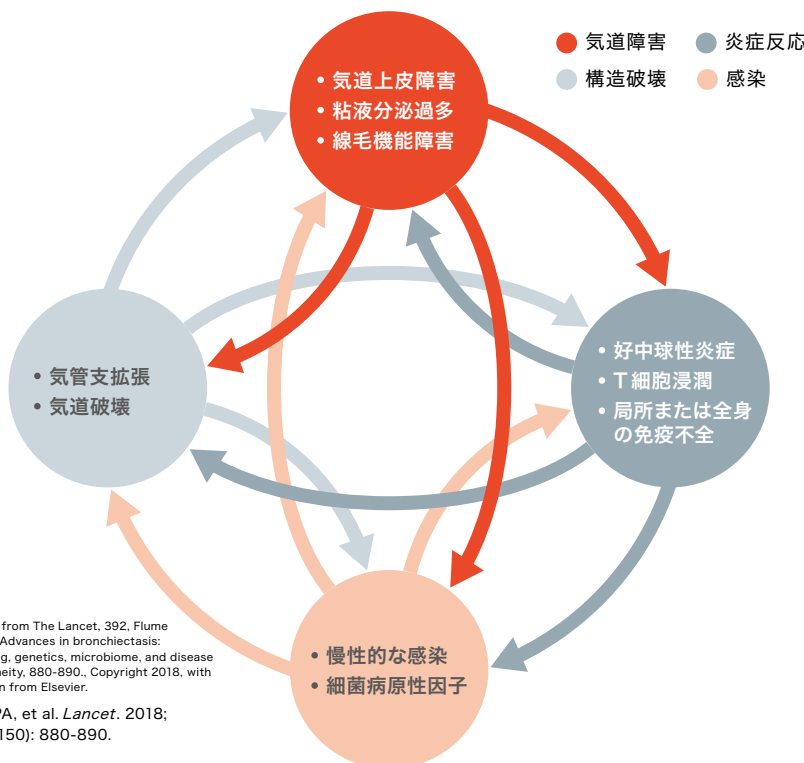 気道障害
炎症反応
構造破壊
感染
• 気道上皮障害
• 粘液分泌過多
• 線毛機能障害
• 気管支拡張
• 気道破壊
• 好中球性炎症
• T細胞浸潤
• 局所または全身
の免疫不全
• 慢性的な感染
• 細菌病原性因子
from The Lancet, 392, Flume
Advances in bronchiectasis:
genetics, microbiome, and disease
880-890., Copyright 2018, with
from Elsevier.
PA, et al. Lancet. 2018;
150): 880-890.